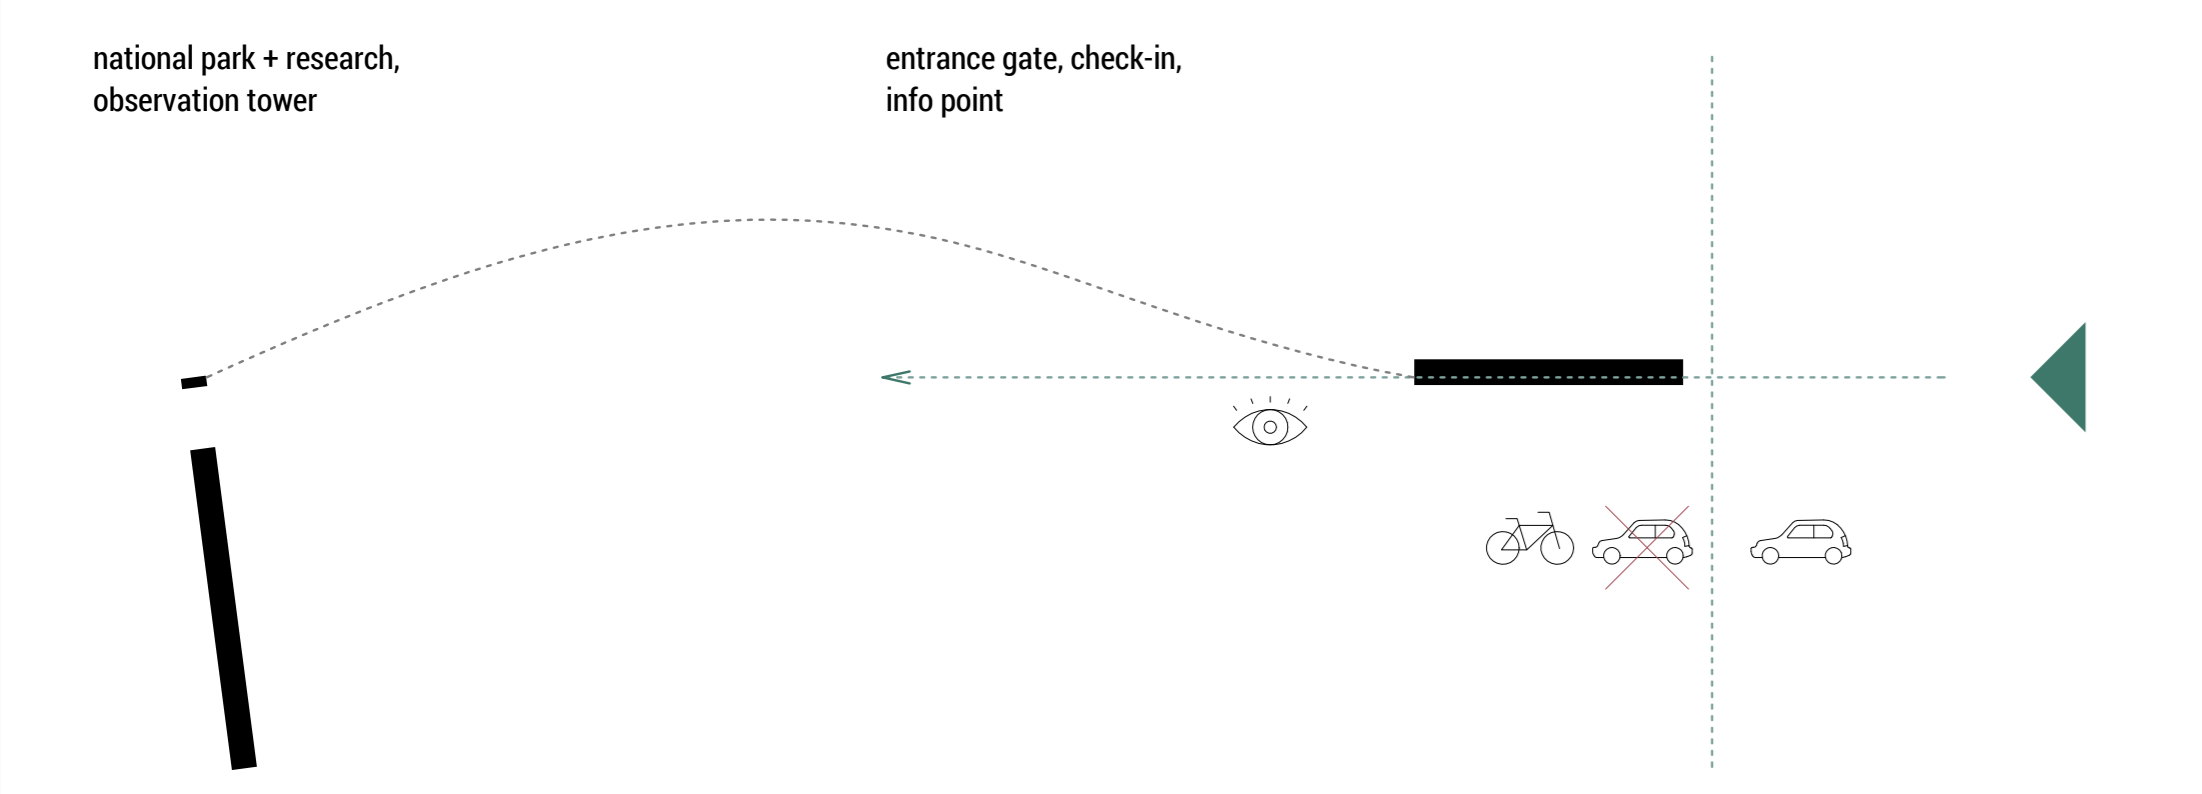 national park + research,
observation tower
entrance gate, check-in,
info point